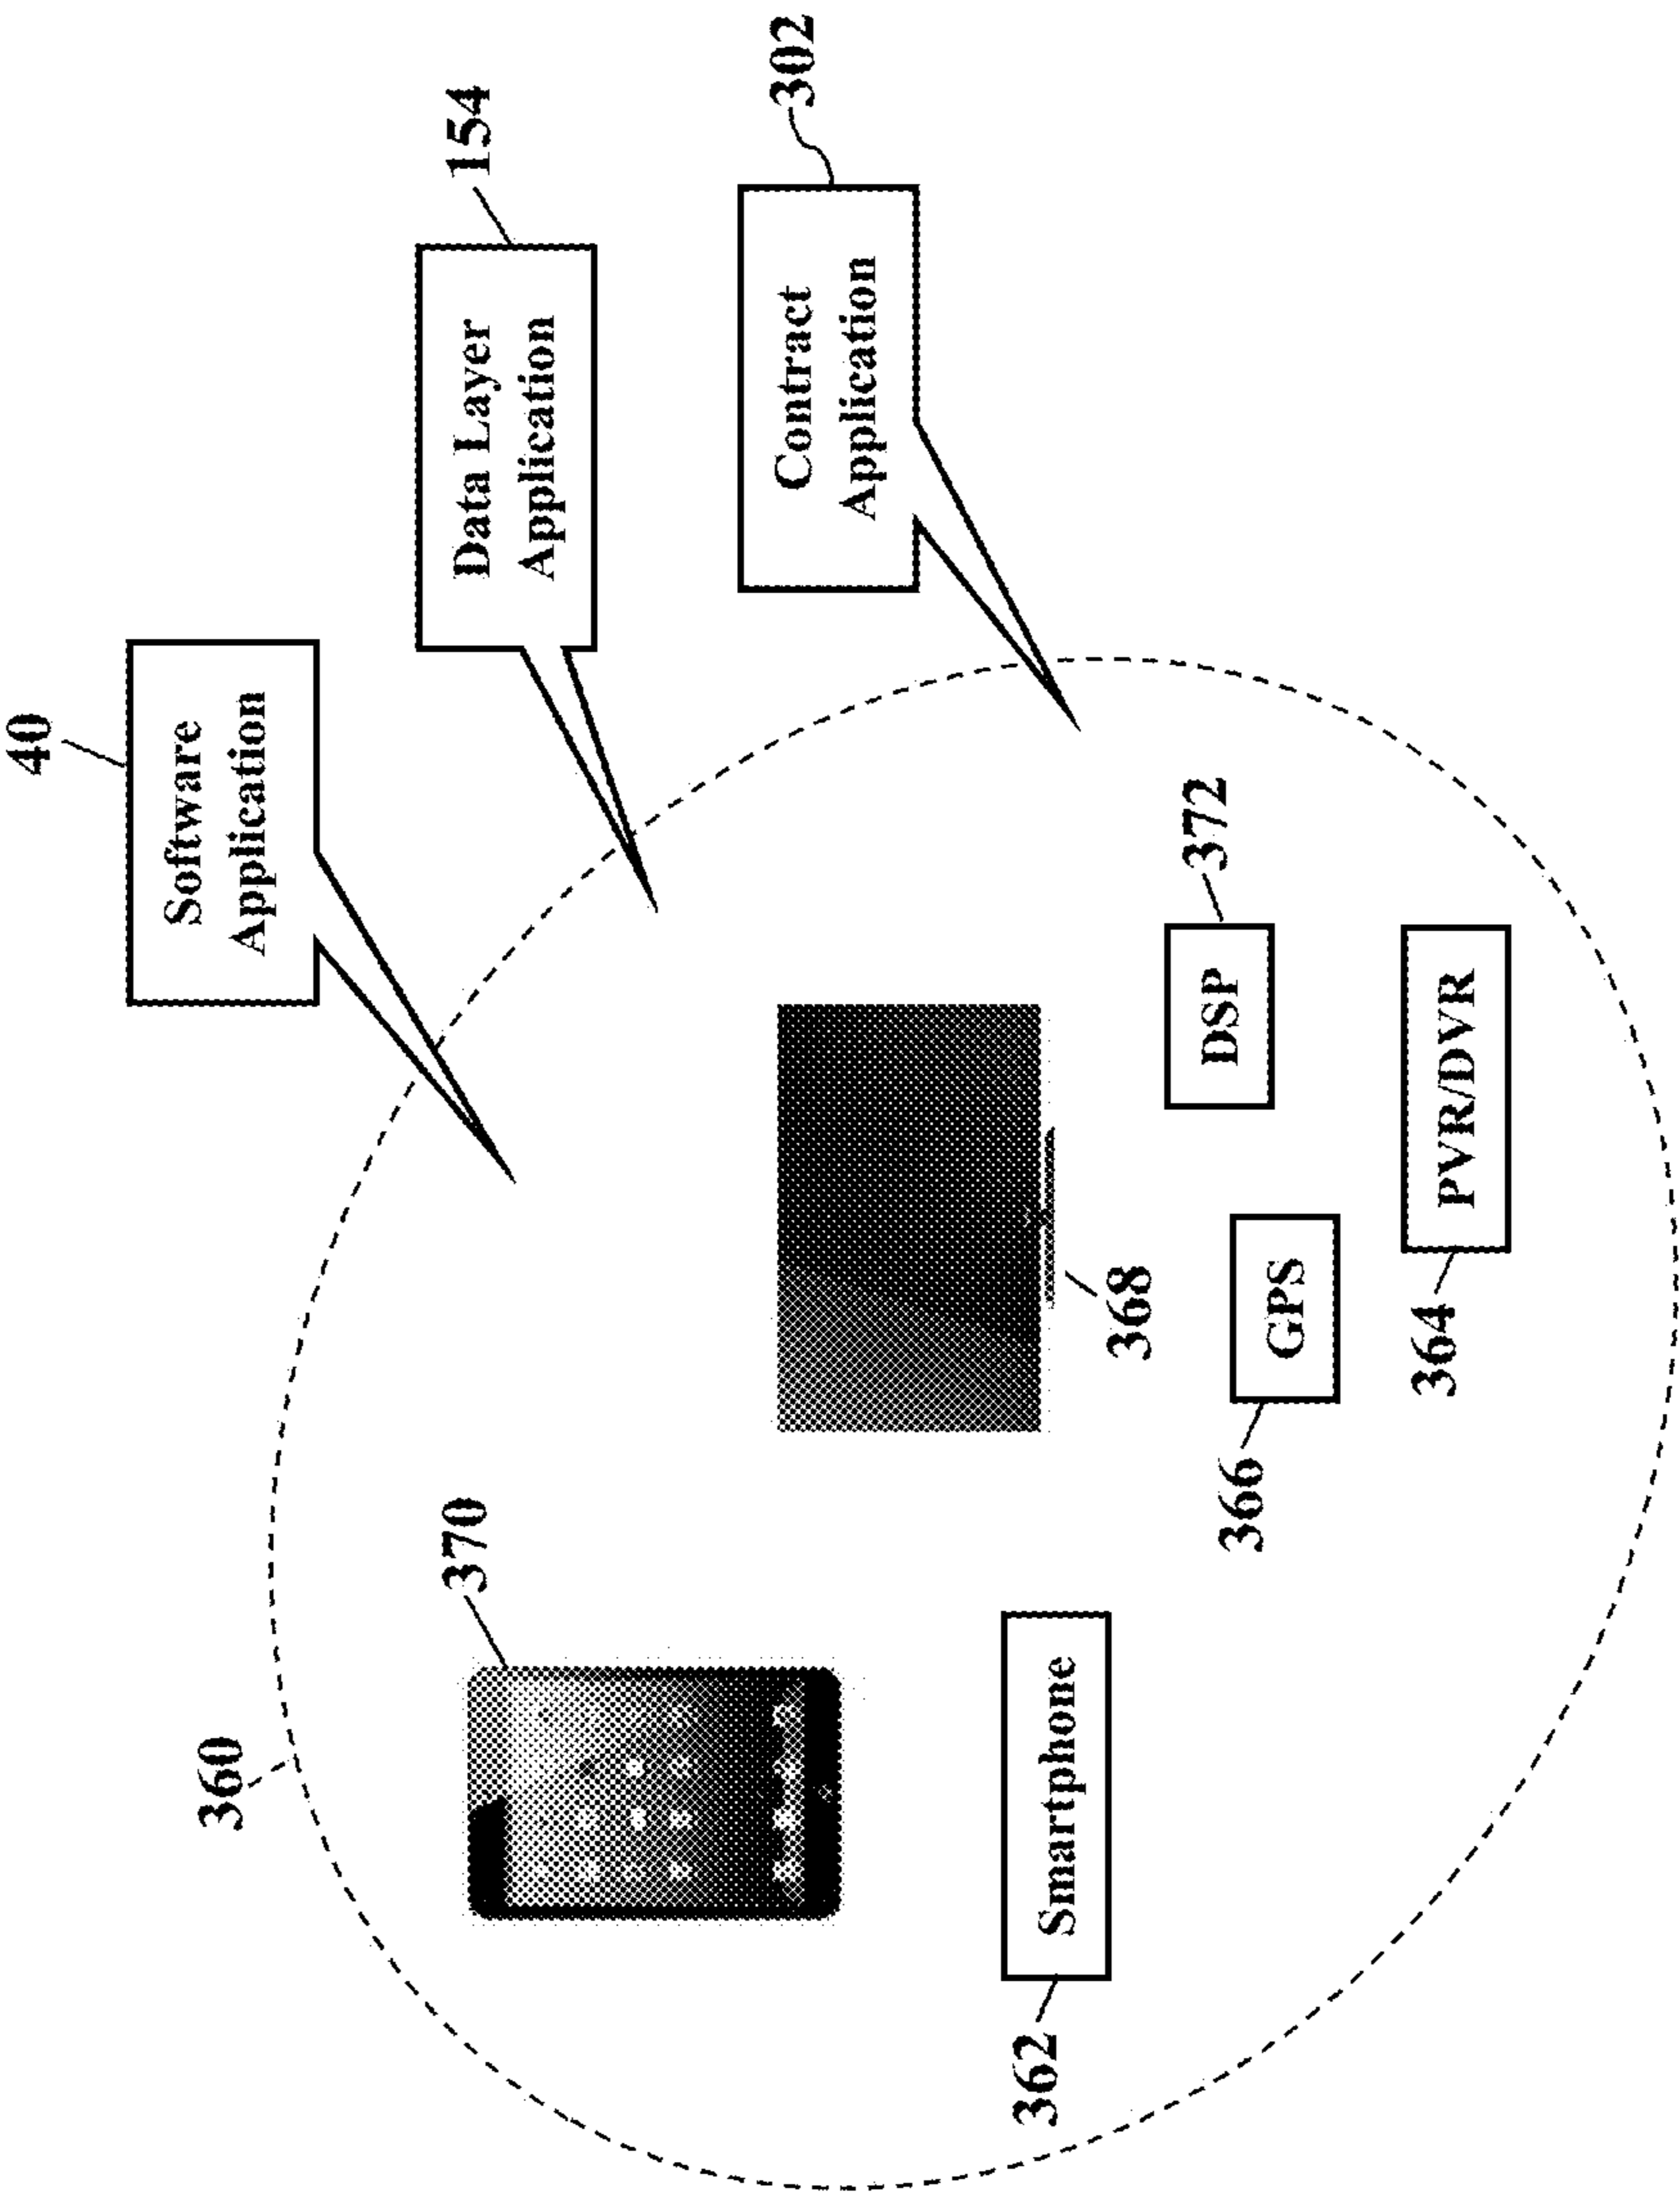 40
Software
Application
154
Data Layer
Application
302
Contract
Application
360
370
368
372
DSP
366
GPS
364
PVR/DVR
362
Smartphone